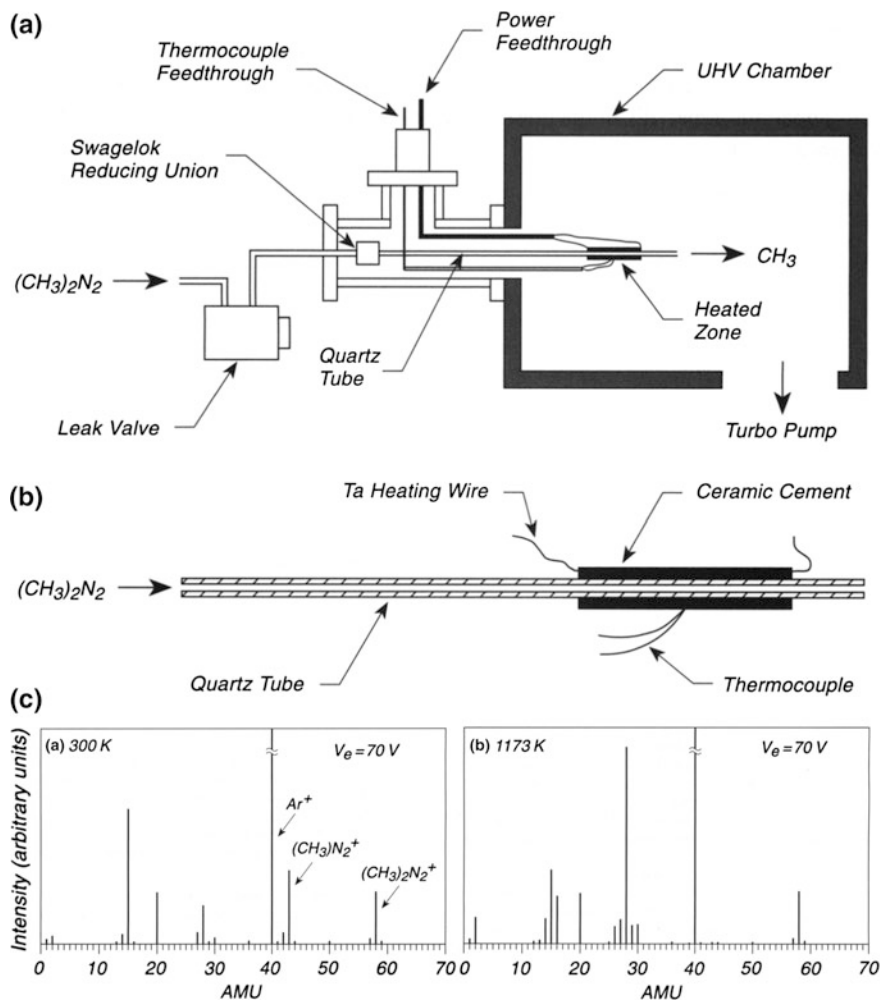 (a)
Power
Feedthrough
Thermocouple
Feedthrough
UHV Chamber
Swagelok
Reducing Union
(CH3)2N2
CH3
Heated
Zone
Quartz
Tube
Leak Valve
Turbo Pump
(b)
Ta Heating Wire
Ceramic Cement
(CH3)2N2
Quartz Tube
Thermocouple
(c)
Intensity (arbitrary units)
(a) 300 K
Ve = 70 V
Ar+
(CH3)N2+
(CH3)2N2+
0 10 20 30 40 50 60 70
AMU
(b) 1173 K
Ve = 70 V
0 10 20 30 40 50 60 70
AMU